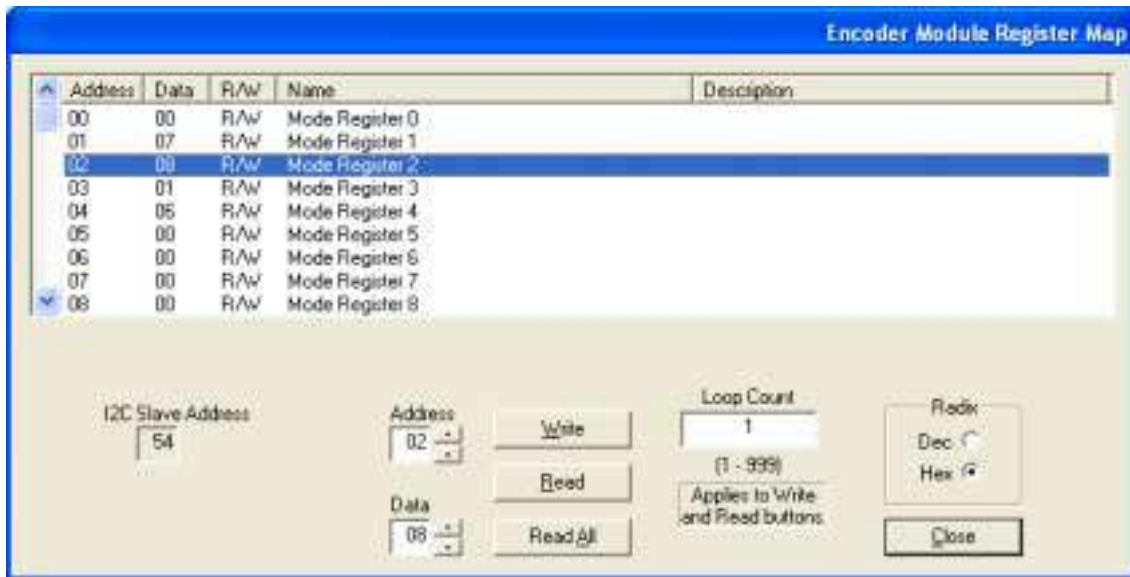 Encoder Module Register Map
Address Data R/W Name Description
00 00 R/W Mode Register 0
01 07 R/W Mode Register 1
02 08 R/W Mode Register 2
03 01 R/W Mode Register 3
04 06 R/W Mode Register 4
05 00 R/W Mode Register 5
06 00 R/W Mode Register 6
07 00 R/W Mode Register 7
08 00 R/W Mode Register 8
I2C Slave Address
54
Address
02
Data
08
Write
Read
Read All
Loop Count
1
(1 - 999)
Applies to Write
and Read buttons
Radix
Dec
Hex
Close